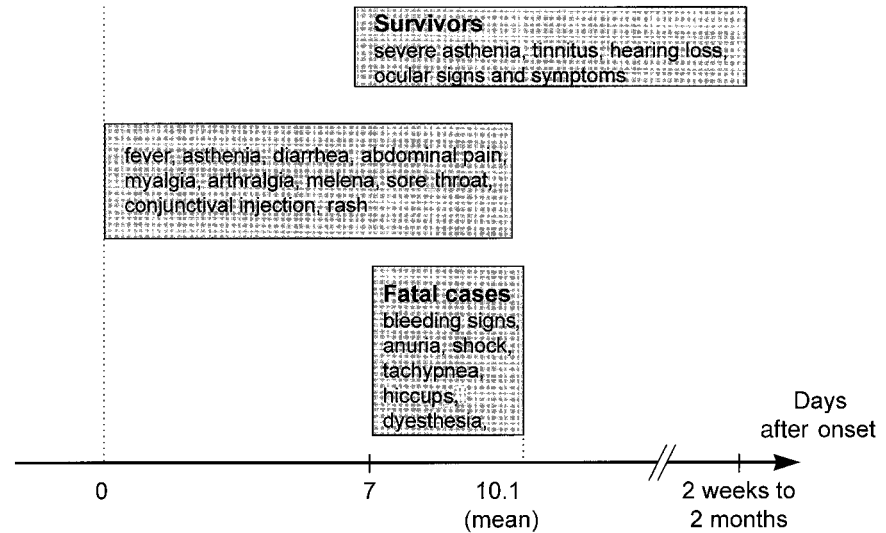 Survivors
severe asthenia, tinnitus, hearing loss,
ocular signs and symptoms
fever, asthenia, diarrhea, abdominal pain,
myalgia, arthralgia, melena, sore throat,
conjunctival injection, rash
Fatal cases
bleeding signs,
anuria, shock,
tachypnea,
hiccups,
dyesthesia,
Days
after onset
0
7
10.1
(mean)
2 weeks to
2 months